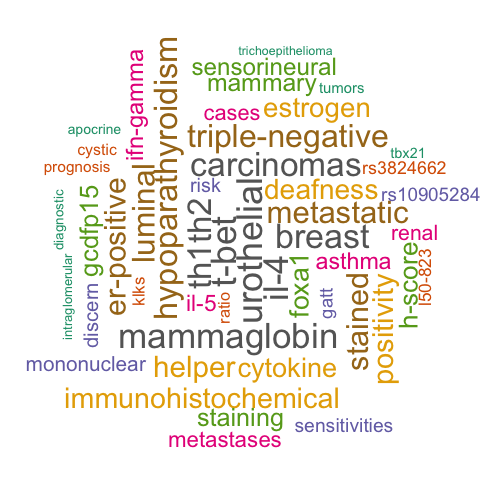 trichoepithelioma
sensorineural
mammary
tumors
ifn-gamma
hypoparathyroidism
cases
estrogen
apocrine
triple-negative
cystic
carcinomas
tbx21
prognosis
rs3824662
luminal
risk
deafness
rs10905284
er-positive
gcdfp15
diagnostic
intraglomerular
discern
klks
th1th2
t-bet
urothelial
il-4
metastatic
breast
renal
foxa1
asthma
h-score
l50-823
il-5
ratio
gatt
stained
positivity
mammaglobin
mononuclear
helper
cytokine
immunohistochemical
staining
sensitivities
metastases